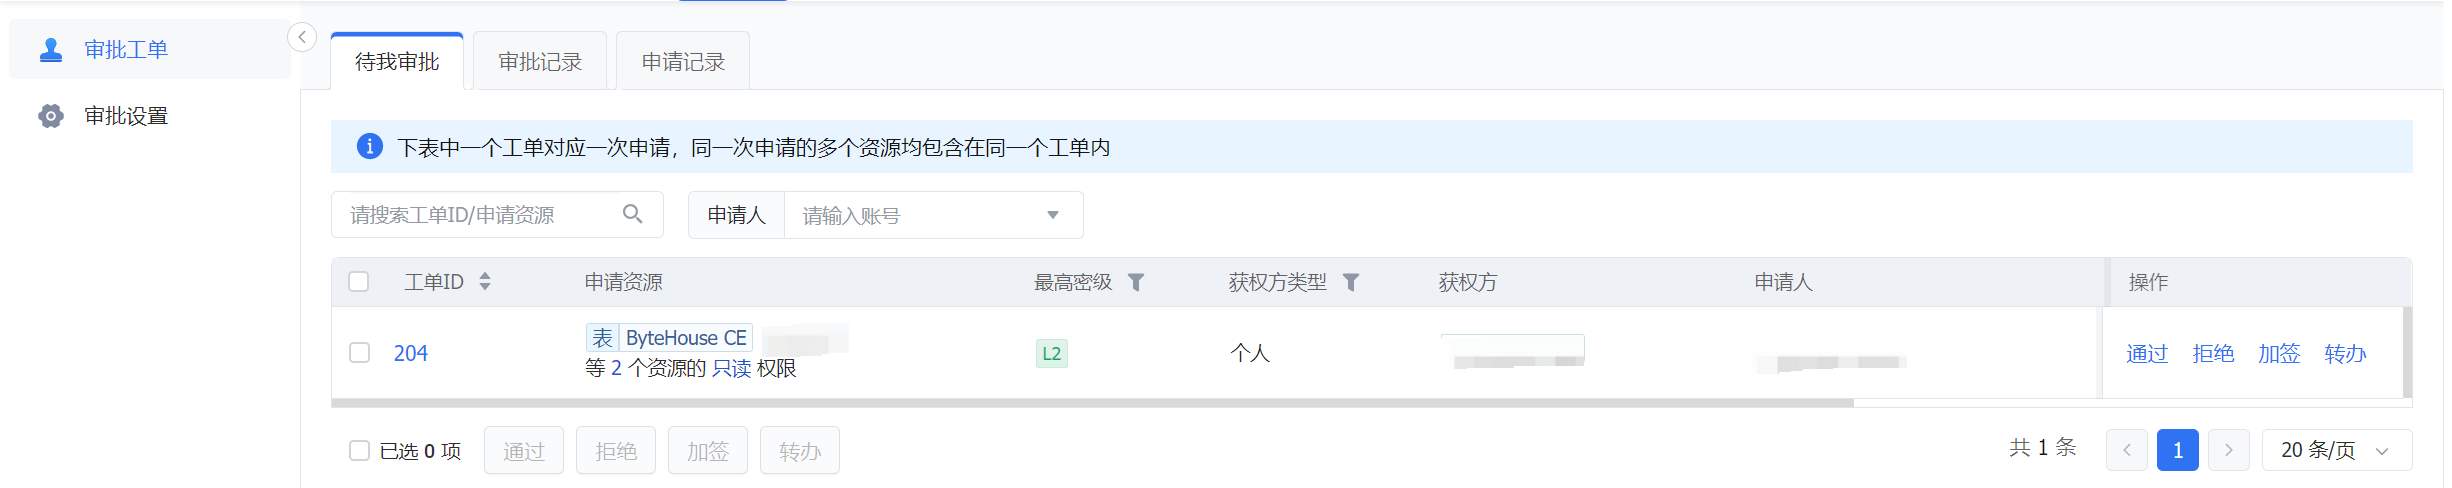 审批工单
审批设置
待我审批 审批记录 申请记录
下表中一个工单对应一次申请，同一次申请的多个资源均包含在同一个工单内
请搜索工单ID/申请资源 申请人 请输入账号
工单ID 申请资源 最高密级 获权方类型 获权方 申请人 操作
204 表 ByteHouse CE L2 个人 通过 拒绝 加签 转办
等 2 个资源的 只读 权限
已选 0 项 通过 拒绝 加签 转办 共 1 条 1 20 条/页